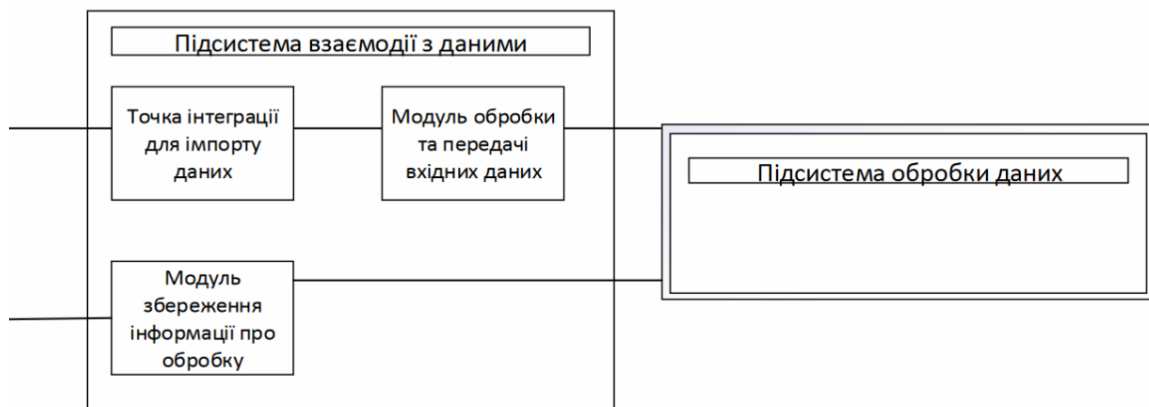 Підсистема взаємодії з даними
Точка інтеграції
для імпорту
даних
Модуль обробки
та передачі
вхідних даних
Підсистема обробки даних
Модуль
збереження
інформації про
обробку